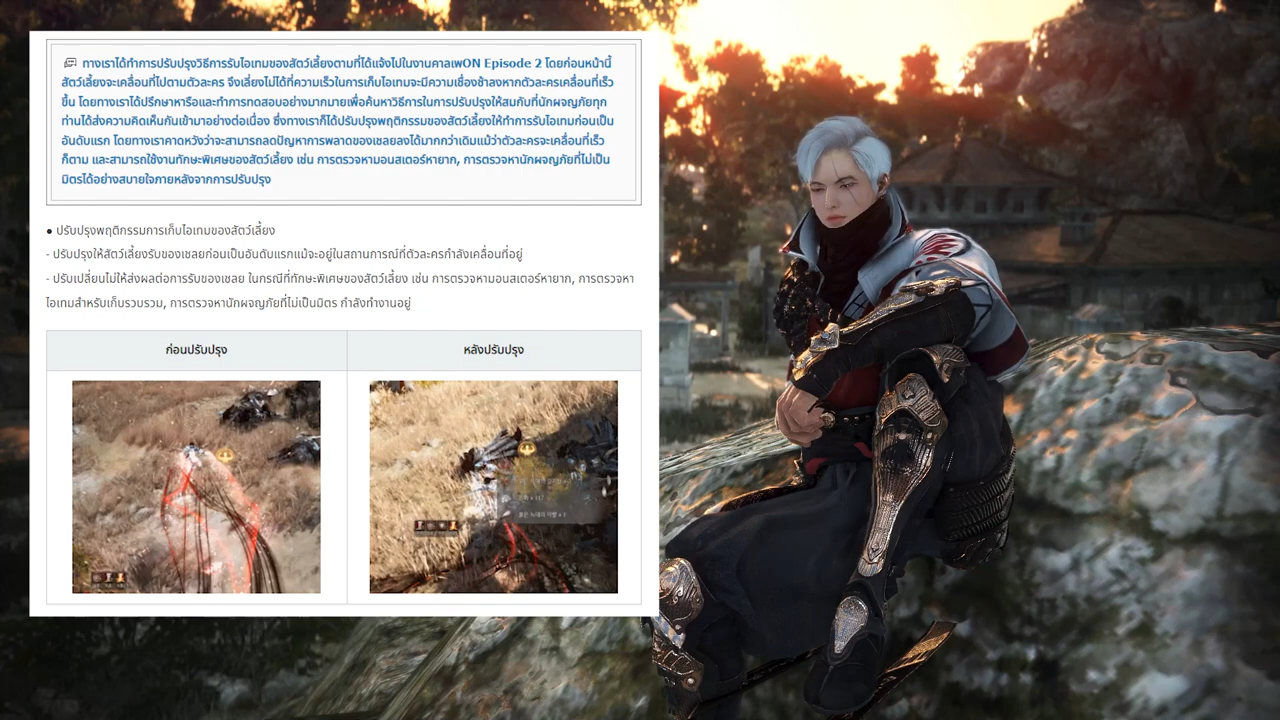 ทางเราได้ทำการปรับปรุงวิธีการรับไอเทมของสัตว์เลี้ยงตามที่ได้แจ้งไปในงานคาลเพON Episode 2 โดยก่อนหน้านี้
สัตว์เลี้ยงจะเคลื่อนที่ไปตามตัวละคร จึงเลี่ยงไม่ได้ที่ความเร็วในการเก็บไอเทมจะมีความเชื่องช้าลงหากตัวละครเคลื่อนที่เร็ว
ขึ้น โดยทางเราได้ปรึกษาหารือและทำการทดสอบอย่างมากมายเพื่อค้นหาวิธีการในการปรับปรุงให้สมกับที่นักผจญภัยทุก
ท่านได้ส่งความคิดเห็นกันเข้ามาอย่างต่อเนื่อง ซึ่งทางเราก็ได้ปรับปรุงพฤติกรรมของสัตว์เลี้ยงให้ทำการรับไอเทมก่อนเป็น
อันดับแรก โดยทางเราคาดหวังว่าจะสามารถลดปัญหาการพลาดของเชลยลงได้มากกว่าเดิมแม้ว่าตัวละครจะเคลื่อนที่เร็ว
ก็ตาม และสามารถใช้งานทักษะพิเศษของสัตว์เลี้ยง เช่น การตรวจหามอนสเตอร์หายาก, การตรวจหานักผจญภัยที่ไม่เป็น
มิตรได้อย่างสบายใจภายหลังจากการปรับปรุง
● ปรับปรุงพฤติกรรมการเก็บไอเทมของสัตว์เลี้ยง
- ปรับปรุงให้สัตว์เลี้ยงรับของเชลยก่อนเป็นอันดับแรกแม้จะอยู่ในสถานการณ์ที่ตัวละครกำลังเคลื่อนที่อยู่
- ปรับเปลี่ยนไม่ให้ส่งผลต่อการรับของเชลย ในกรณีที่ทักษะพิเศษของสัตว์เลี้ยง เช่น การตรวจหามอนสเตอร์หายาก, การตรวจหา
ไอเทมสำหรับเก็บรวบรวม, การตรวจหานักผจญภัยที่ไม่เป็นมิตร กำลังทำงานอยู่
ก่อนปรับปรุง
หลังปรับปรุง